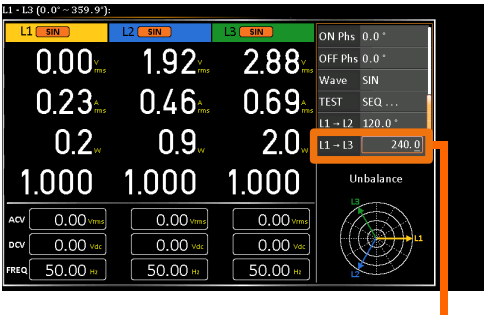 L1 - L3 (0.0° ~ 359.9°):
L1 SIN L2 SIN L3 SIN
0.00 Vrms 1.92 Vrms 2.88 Vrms
0.23 Arms 0.46 Arms 0.69 Arms
0.2 W 0.9 W 2.0 W
1.000 1.000 1.000
ACV 0.00 Vrms 0.00 Vrms 0.00 Vrms
DCV 0.00 Vdc 0.00 Vdc 0.00 Vdc
FREQ 50.00 Hz 50.00 Hz 50.00 Hz
ON Phs 0.0 °
OFF Phs 0.0 °
Wave SIN
TEST SEQ ...
L1→L2 120.0 °
L1→L3 240.0
Unbalance
L3
L1
L2